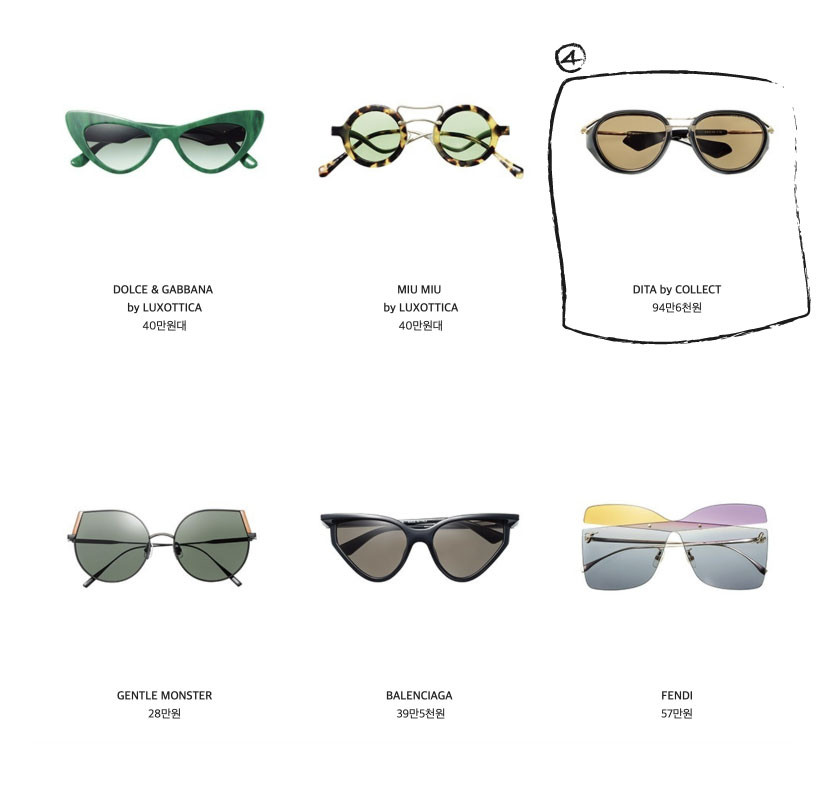 4
DOLCE & GABBANA
by LUXOTTICA
40만원대
MIU MIU
by LUXOTTICA
40만원대
DITA by COLLECT
94만6천원
GENTLE MONSTER
28만원
BALENCIAGA
39만5천원
FENDI
57만원